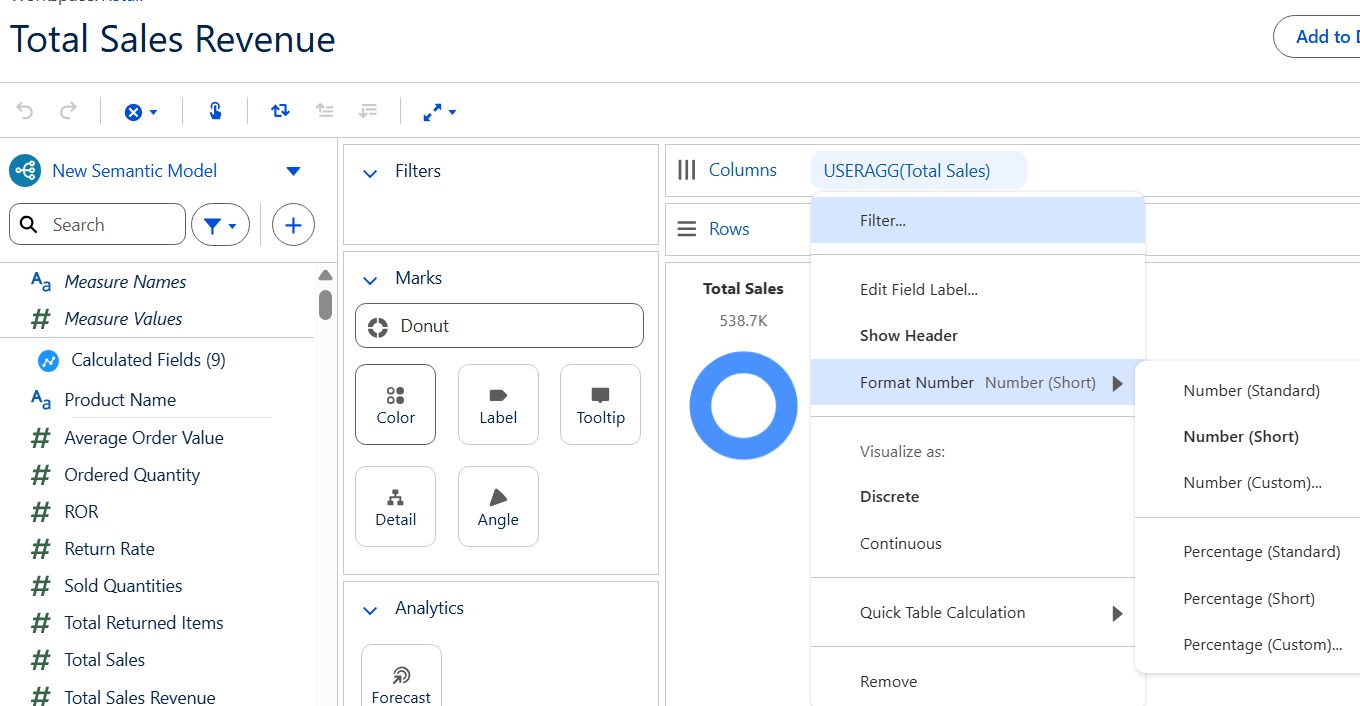 Workspace: Retail
Total Sales Revenue
Add to D
New Semantic Model
Search
Measure Names
Measure Values
Calculated Fields (9)
Product Name
Average Order Value
Ordered Quantity
ROR
Return Rate
Sold Quantities
Total Returned Items
Total Sales
Total Sales Revenue
Filters
Marks
Donut
Color
Label
Tooltip
Detail
Angle
Analytics
Forecast
Columns
USERAGG(Total Sales)
Rows
Total Sales
538.7K
Filter...
Edit Field Label...
Show Header
Format Number Number (Short)
Visualize as:
Discrete
Continuous
Quick Table Calculation
Remove
Number (Standard)
Number (Short)
Number (Custom)...
Percentage (Standard)
Percentage (Short)
Percentage (Custom)...